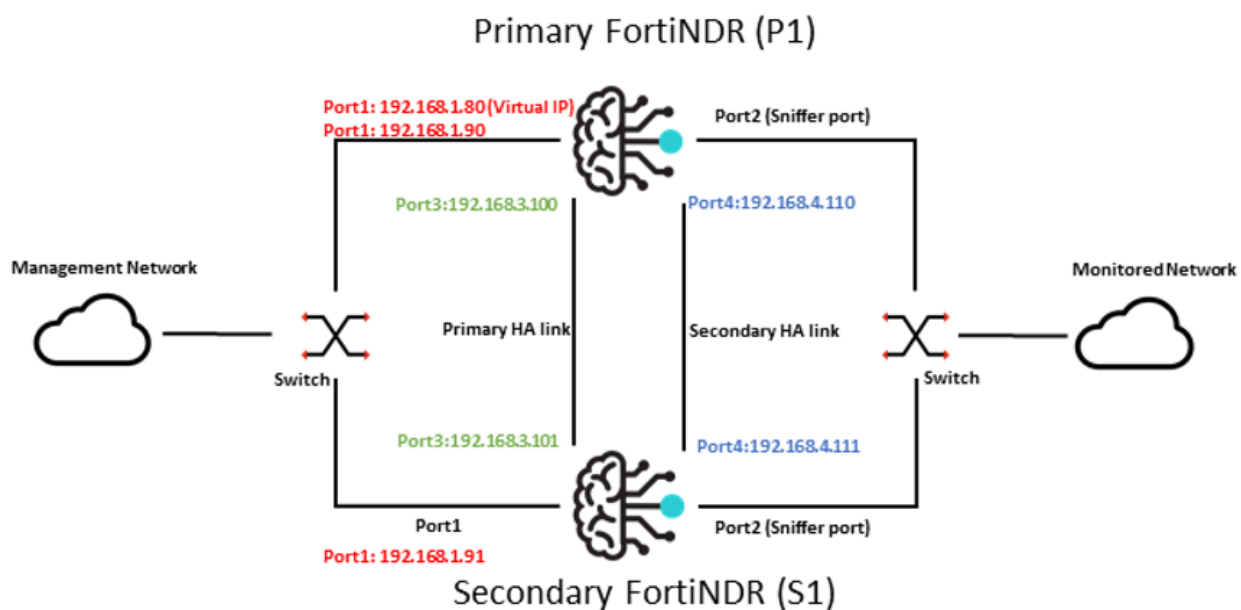 Primary FortiNDR (P1)
Port1: 192.168.1.80(Virtual IP)
Port1: 192.168.1.90
Port2 (Sniffer port)
Port3:192.168.3.100
Port4:192.168.4.110
Management Network
Monitored Network
Primary HA link
Secondary HA link
Switch
Switch
Port3:192.168.3.101
Port4:192.168.4.111
Port1
Port2 (Sniffer port)
Port1: 192.168.1.91
Secondary FortiNDR (S1)